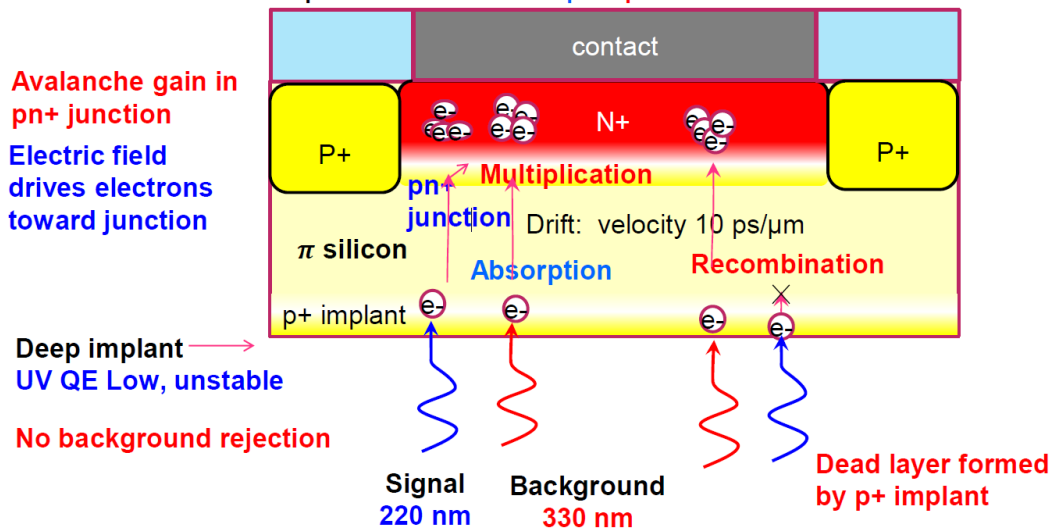 contact
Avalanche gain in
pn+ junction
Electric field
drives electrons
toward junction
P+
N+
P+
e-
e-
e-
e-
e-
e-
e-
e-
e-
e-
Multiplication
pn+
junction
Drift: velocity 10 ps/µm
π silicon
Absorption
Recombination
p+ implant
e-
e-
e-
e-
Deep implant
UV QE Low, unstable
No background rejection
Signal
220 nm
Background
330 nm
Dead layer formed
by p+ implant